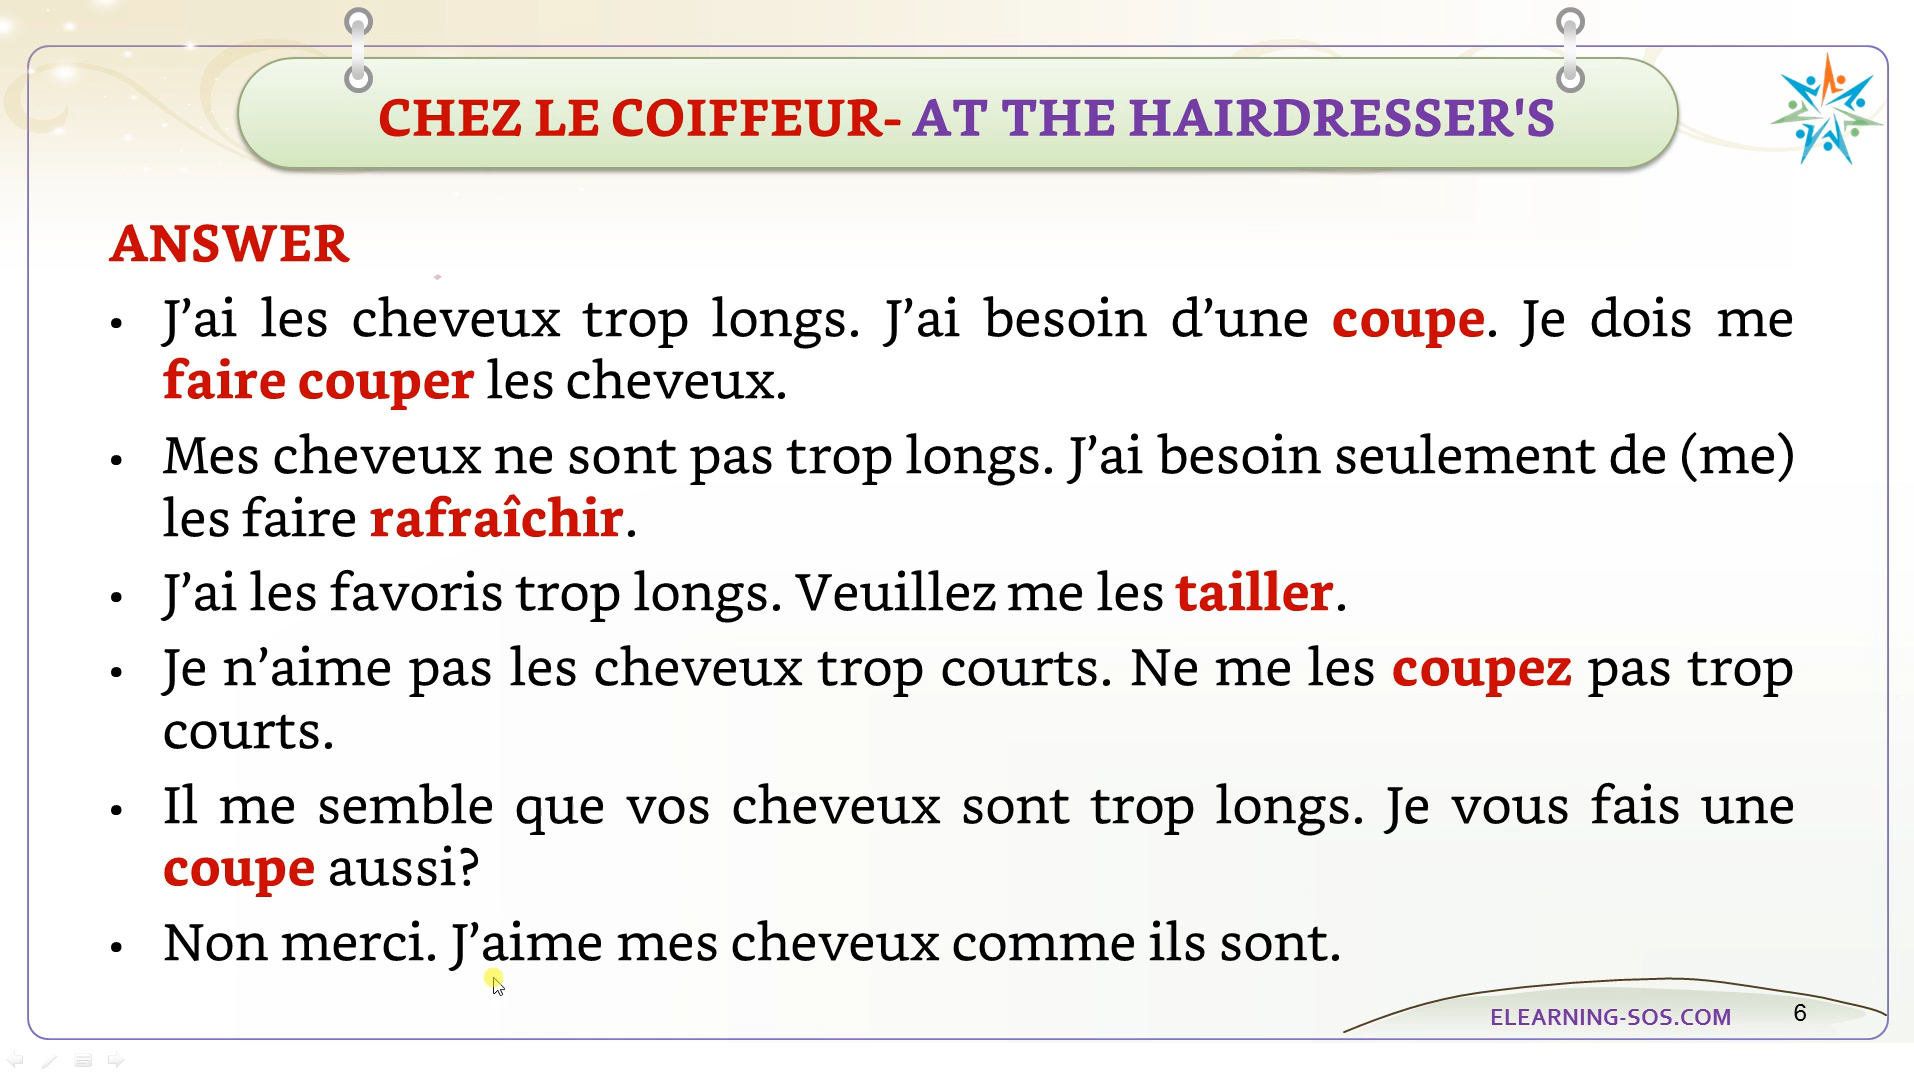 CHEZ LE COIFFEUR- AT THE HAIRDRESSER'S
ANSWER
• J’ai les cheveux trop longs. J’ai besoin d’une coupe. Je dois me
faire couper les cheveux.
• Mes cheveux ne sont pas trop longs. J’ai besoin seulement de (me)
les faire rafraîchir.
• J’ai les favoris trop longs. Veuillez me les tailler.
• Je n’aime pas les cheveux trop courts. Ne me les coupez pas trop
courts.
• Il me semble que vos cheveux sont trop longs. Je vous fais une
coupe aussi?
• Non merci. J’aime mes cheveux comme ils sont.
ELEARNING-SOS.COM 6